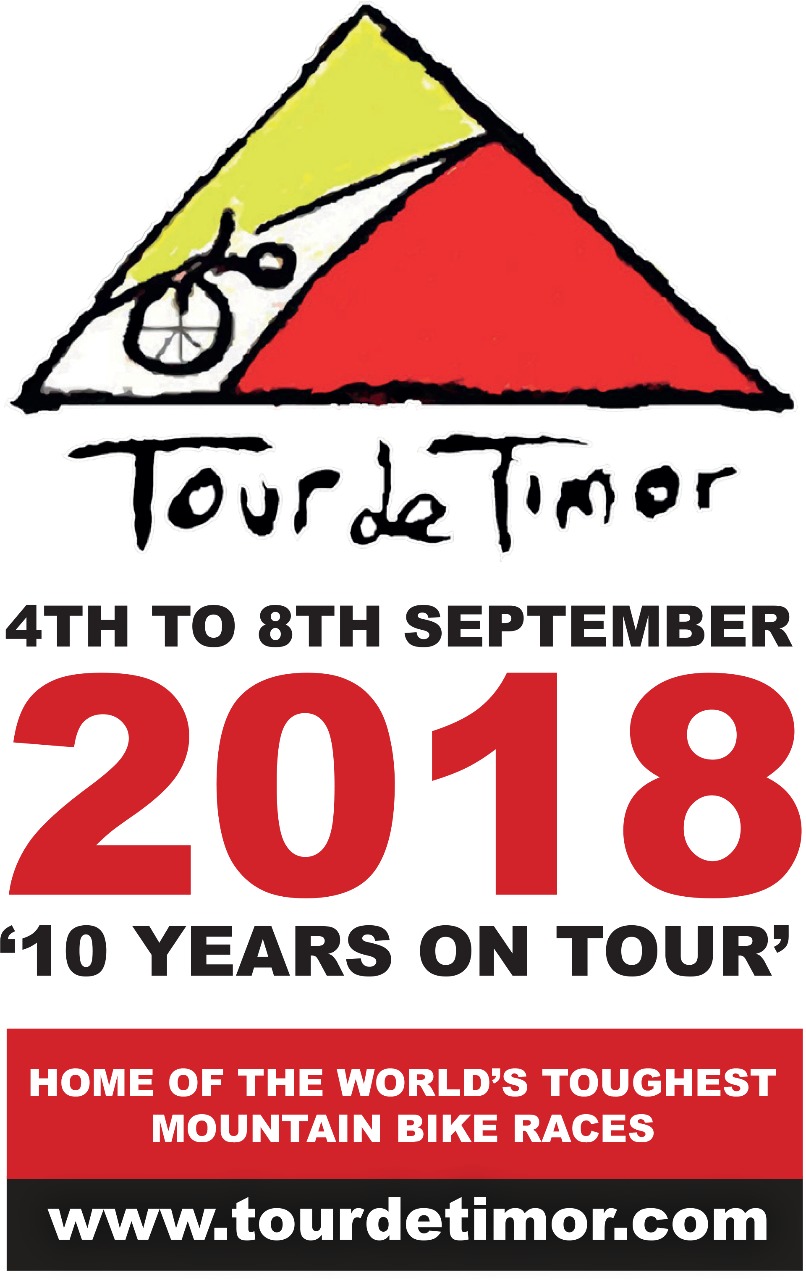 Tour de Timor
4TH TO 8TH SEPTEMBER
2018
‘10 YEARS ON TOUR’
HOME OF THE WORLD’S TOUGHEST
MOUNTAIN BIKE RACES
www.tourdetimor.com